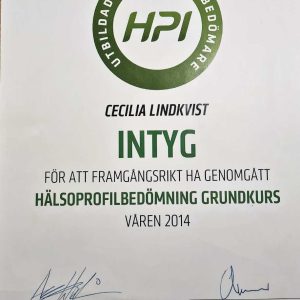 UTBILDAD
BEDÖMARE
HPI
CECILIA LINDKVIST
INTYG
FÖR ATT FRAMGÅNGSRIKT HA GENOMGÅTT
HÄLSOPROFILBEDÖMNING GRUNDKURS
VÅREN 2014